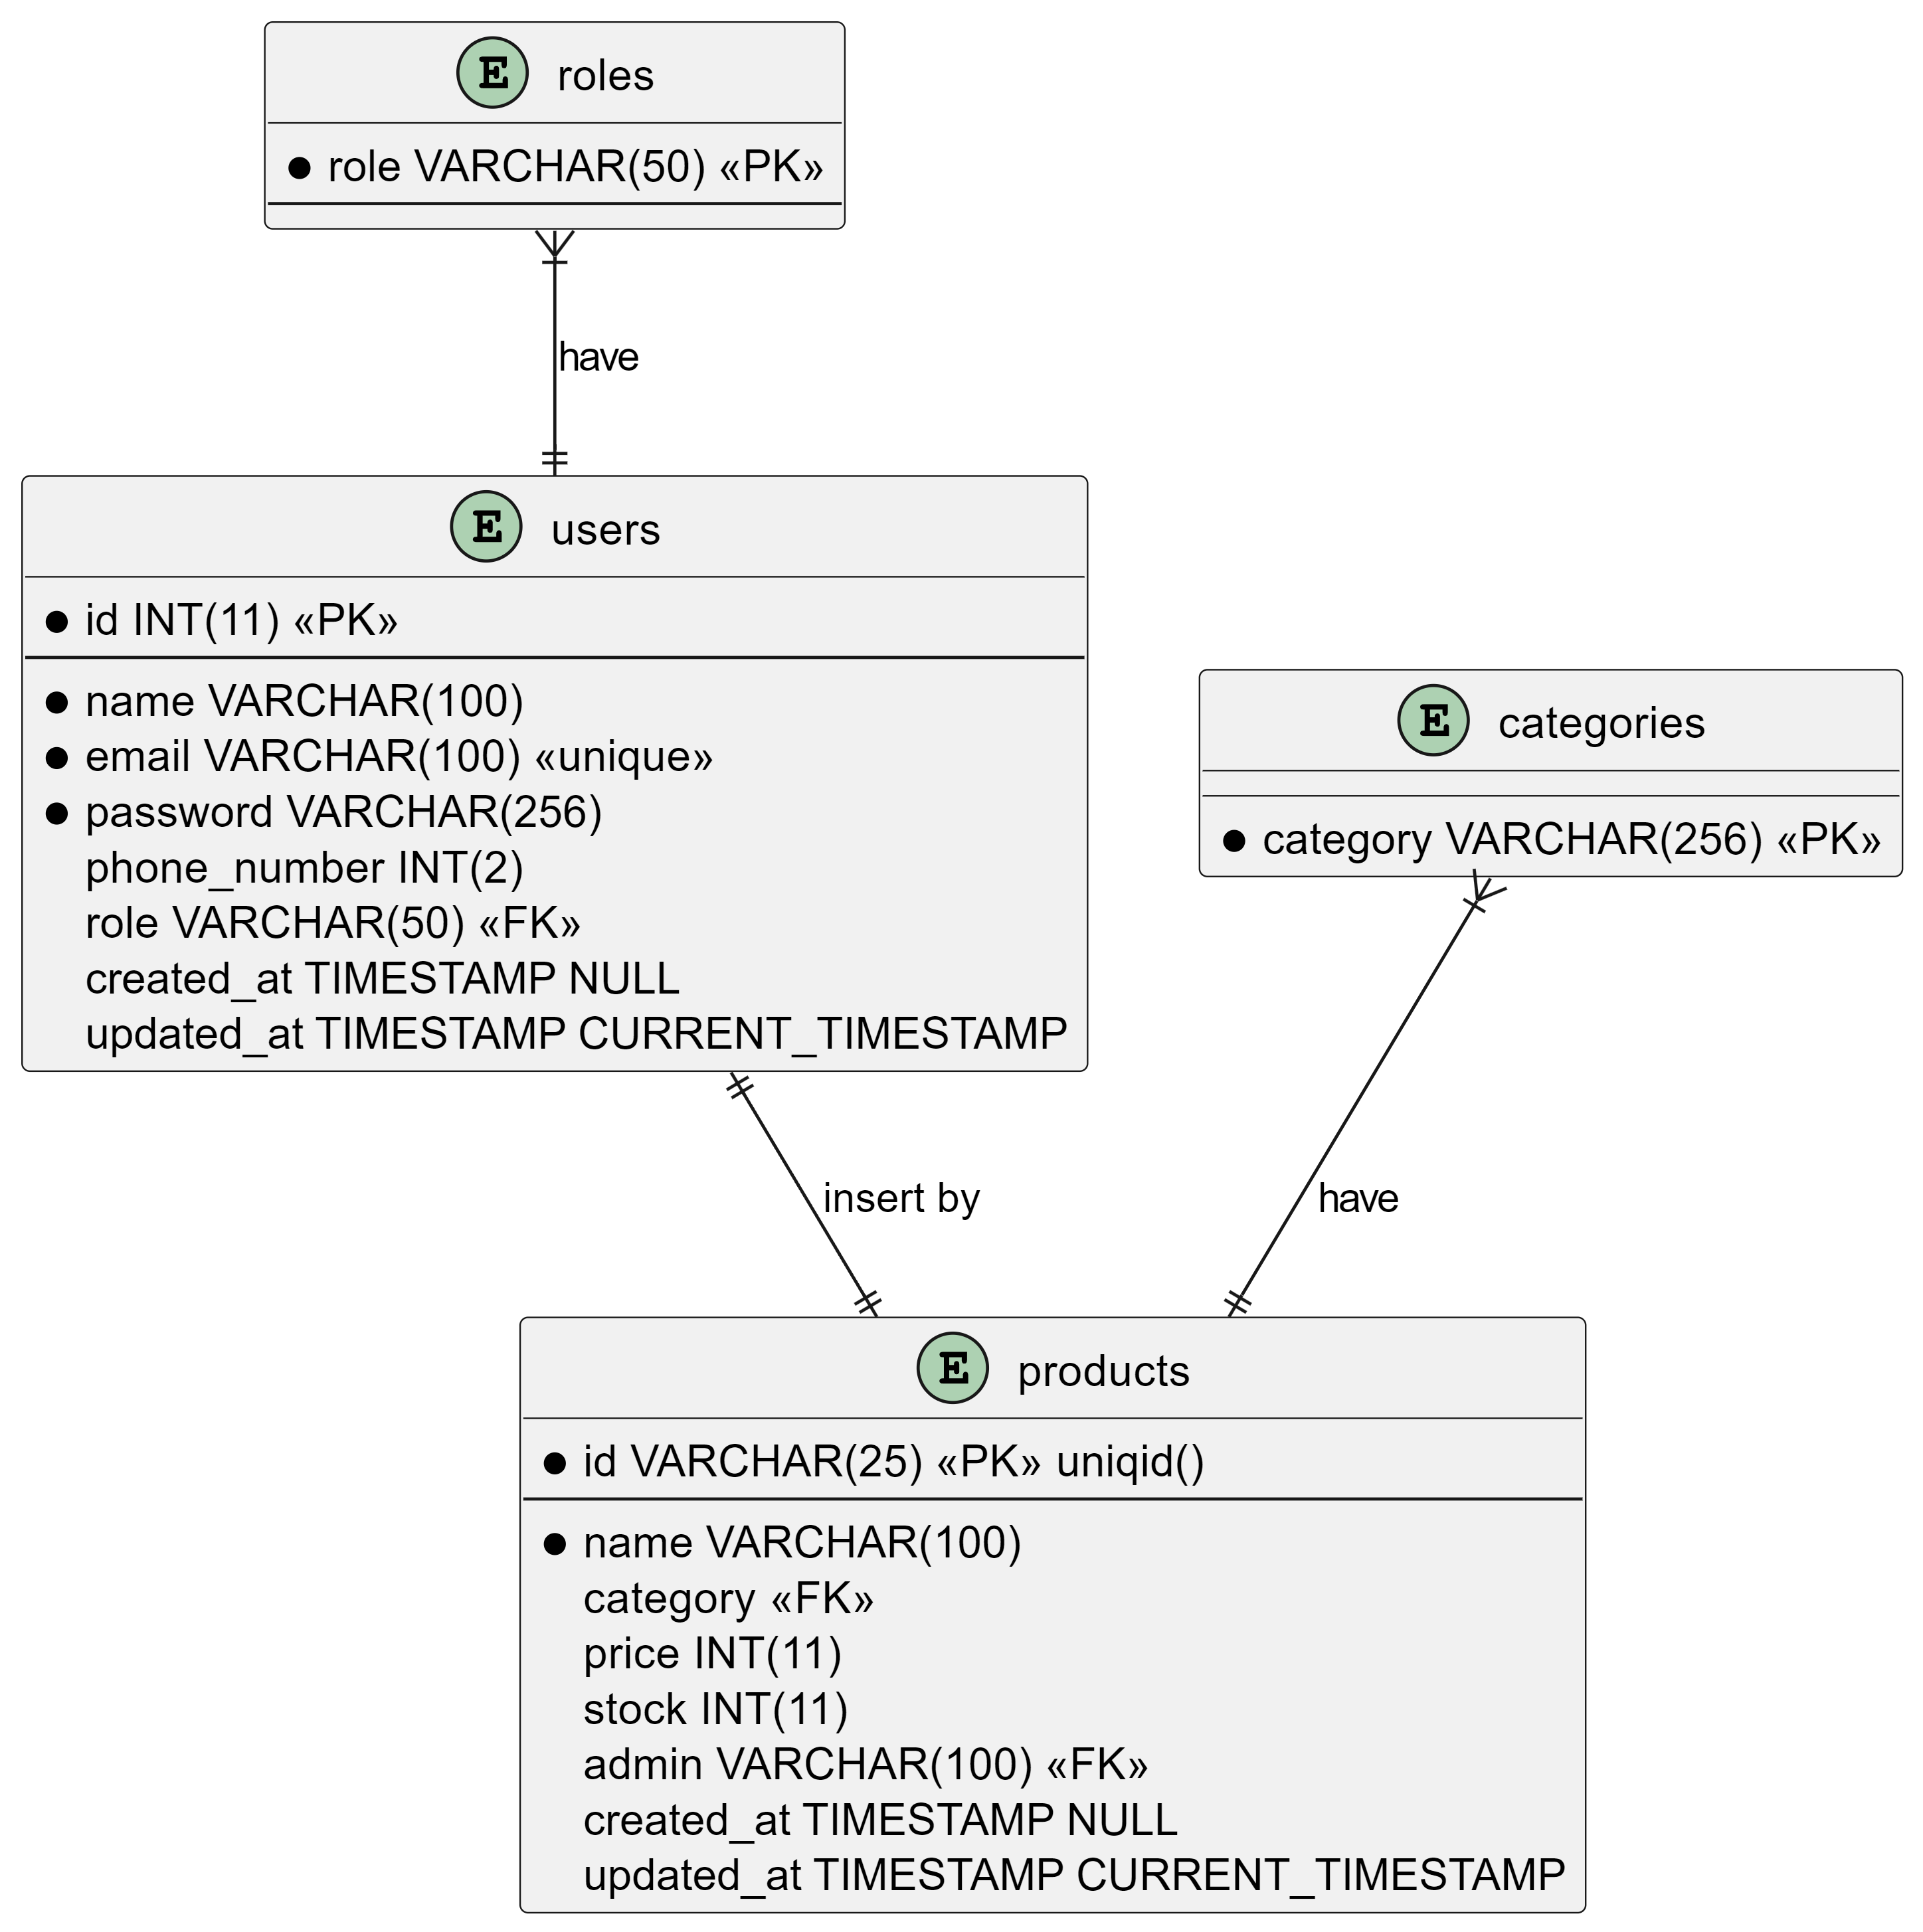 E roles
role VARCHAR(50) «PK»
have
E users
id INT(11) «PK»
name VARCHAR(100)
email VARCHAR(100) «unique»
password VARCHAR(256)
phone_number INT(2)
role VARCHAR(50) «FK»
created_at TIMESTAMP NULL
updated_at TIMESTAMP CURRENT_TIMESTAMP
E categories
category VARCHAR(256) «PK»
insert by
have
E products
id VARCHAR(25) «PK» uniqid()
name VARCHAR(100)
category «FK»
price INT(11)
stock INT(11)
admin VARCHAR(100) «FK»
created_at TIMESTAMP NULL
updated_at TIMESTAMP CURRENT_TIMESTAMP